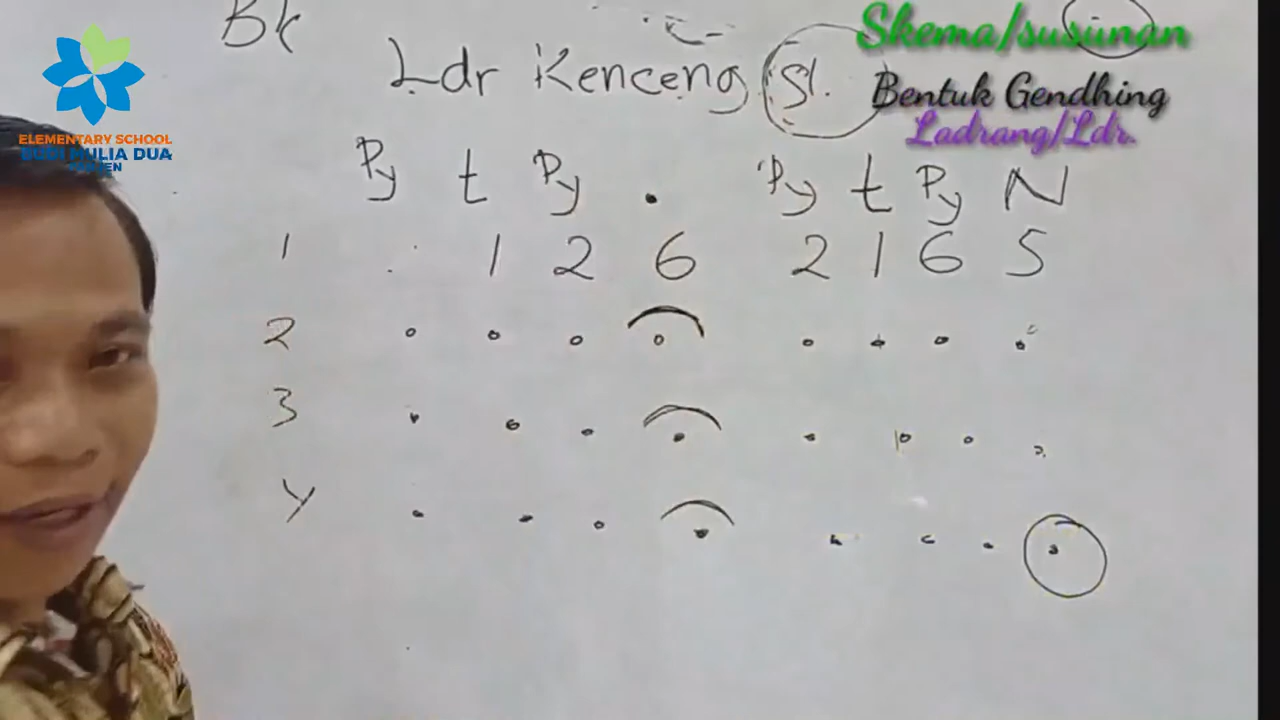 Bk
Ldr Kenceng Sl.
Skema/susunan
Bentuk Gendhing
Ladrang/Ldr.
ELEMENTARY SCHOOL
BUDI MULIA DUA
Py t Py . Py t Py N
1 . 1 2 6 2 1 6 5
2 . . . . . . . .
3 . . . . . . . .
4 . . . . . . . .